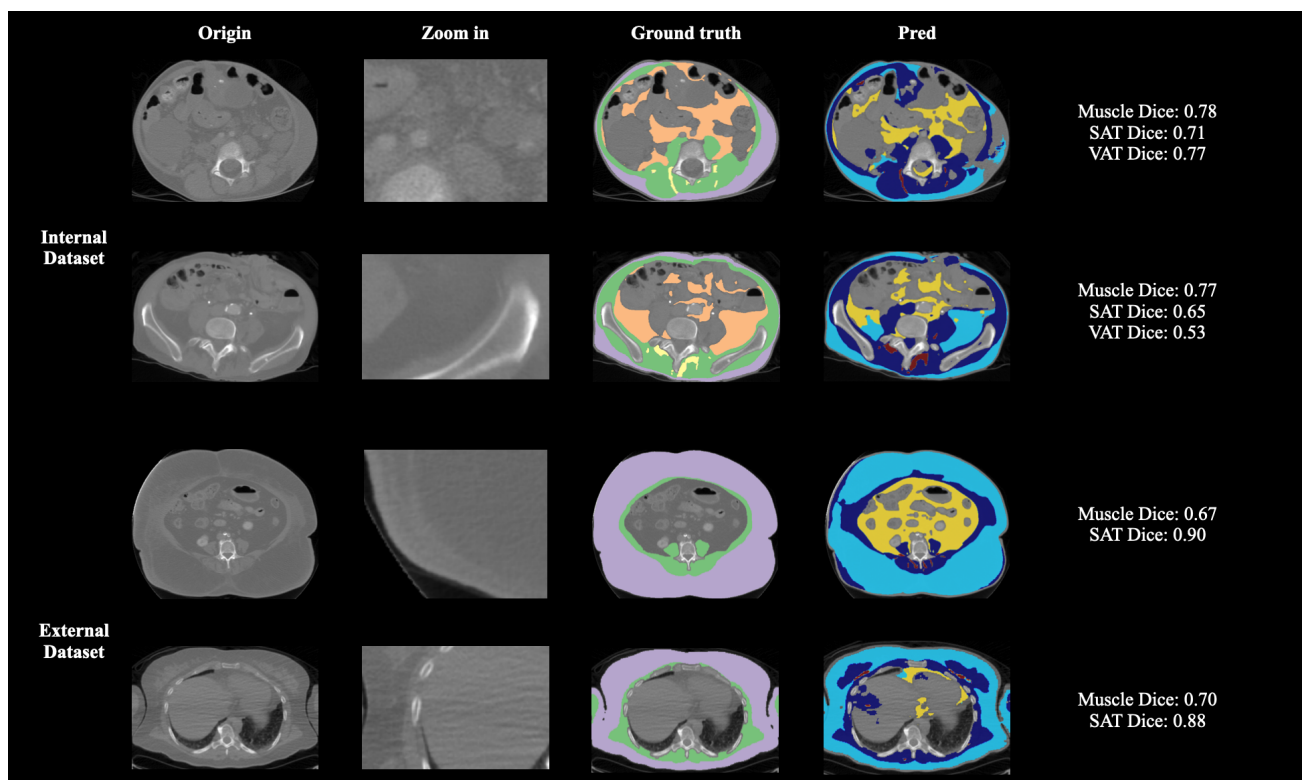 Origin
Zoom in
Ground truth
Pred
Muscle Dice: 0.78
SAT Dice: 0.71
VAT Dice: 0.77
Internal
Dataset
Muscle Dice: 0.77
SAT Dice: 0.65
VAT Dice: 0.53
Muscle Dice: 0.67
SAT Dice: 0.90
External
Dataset
Muscle Dice: 0.70
SAT Dice: 0.88